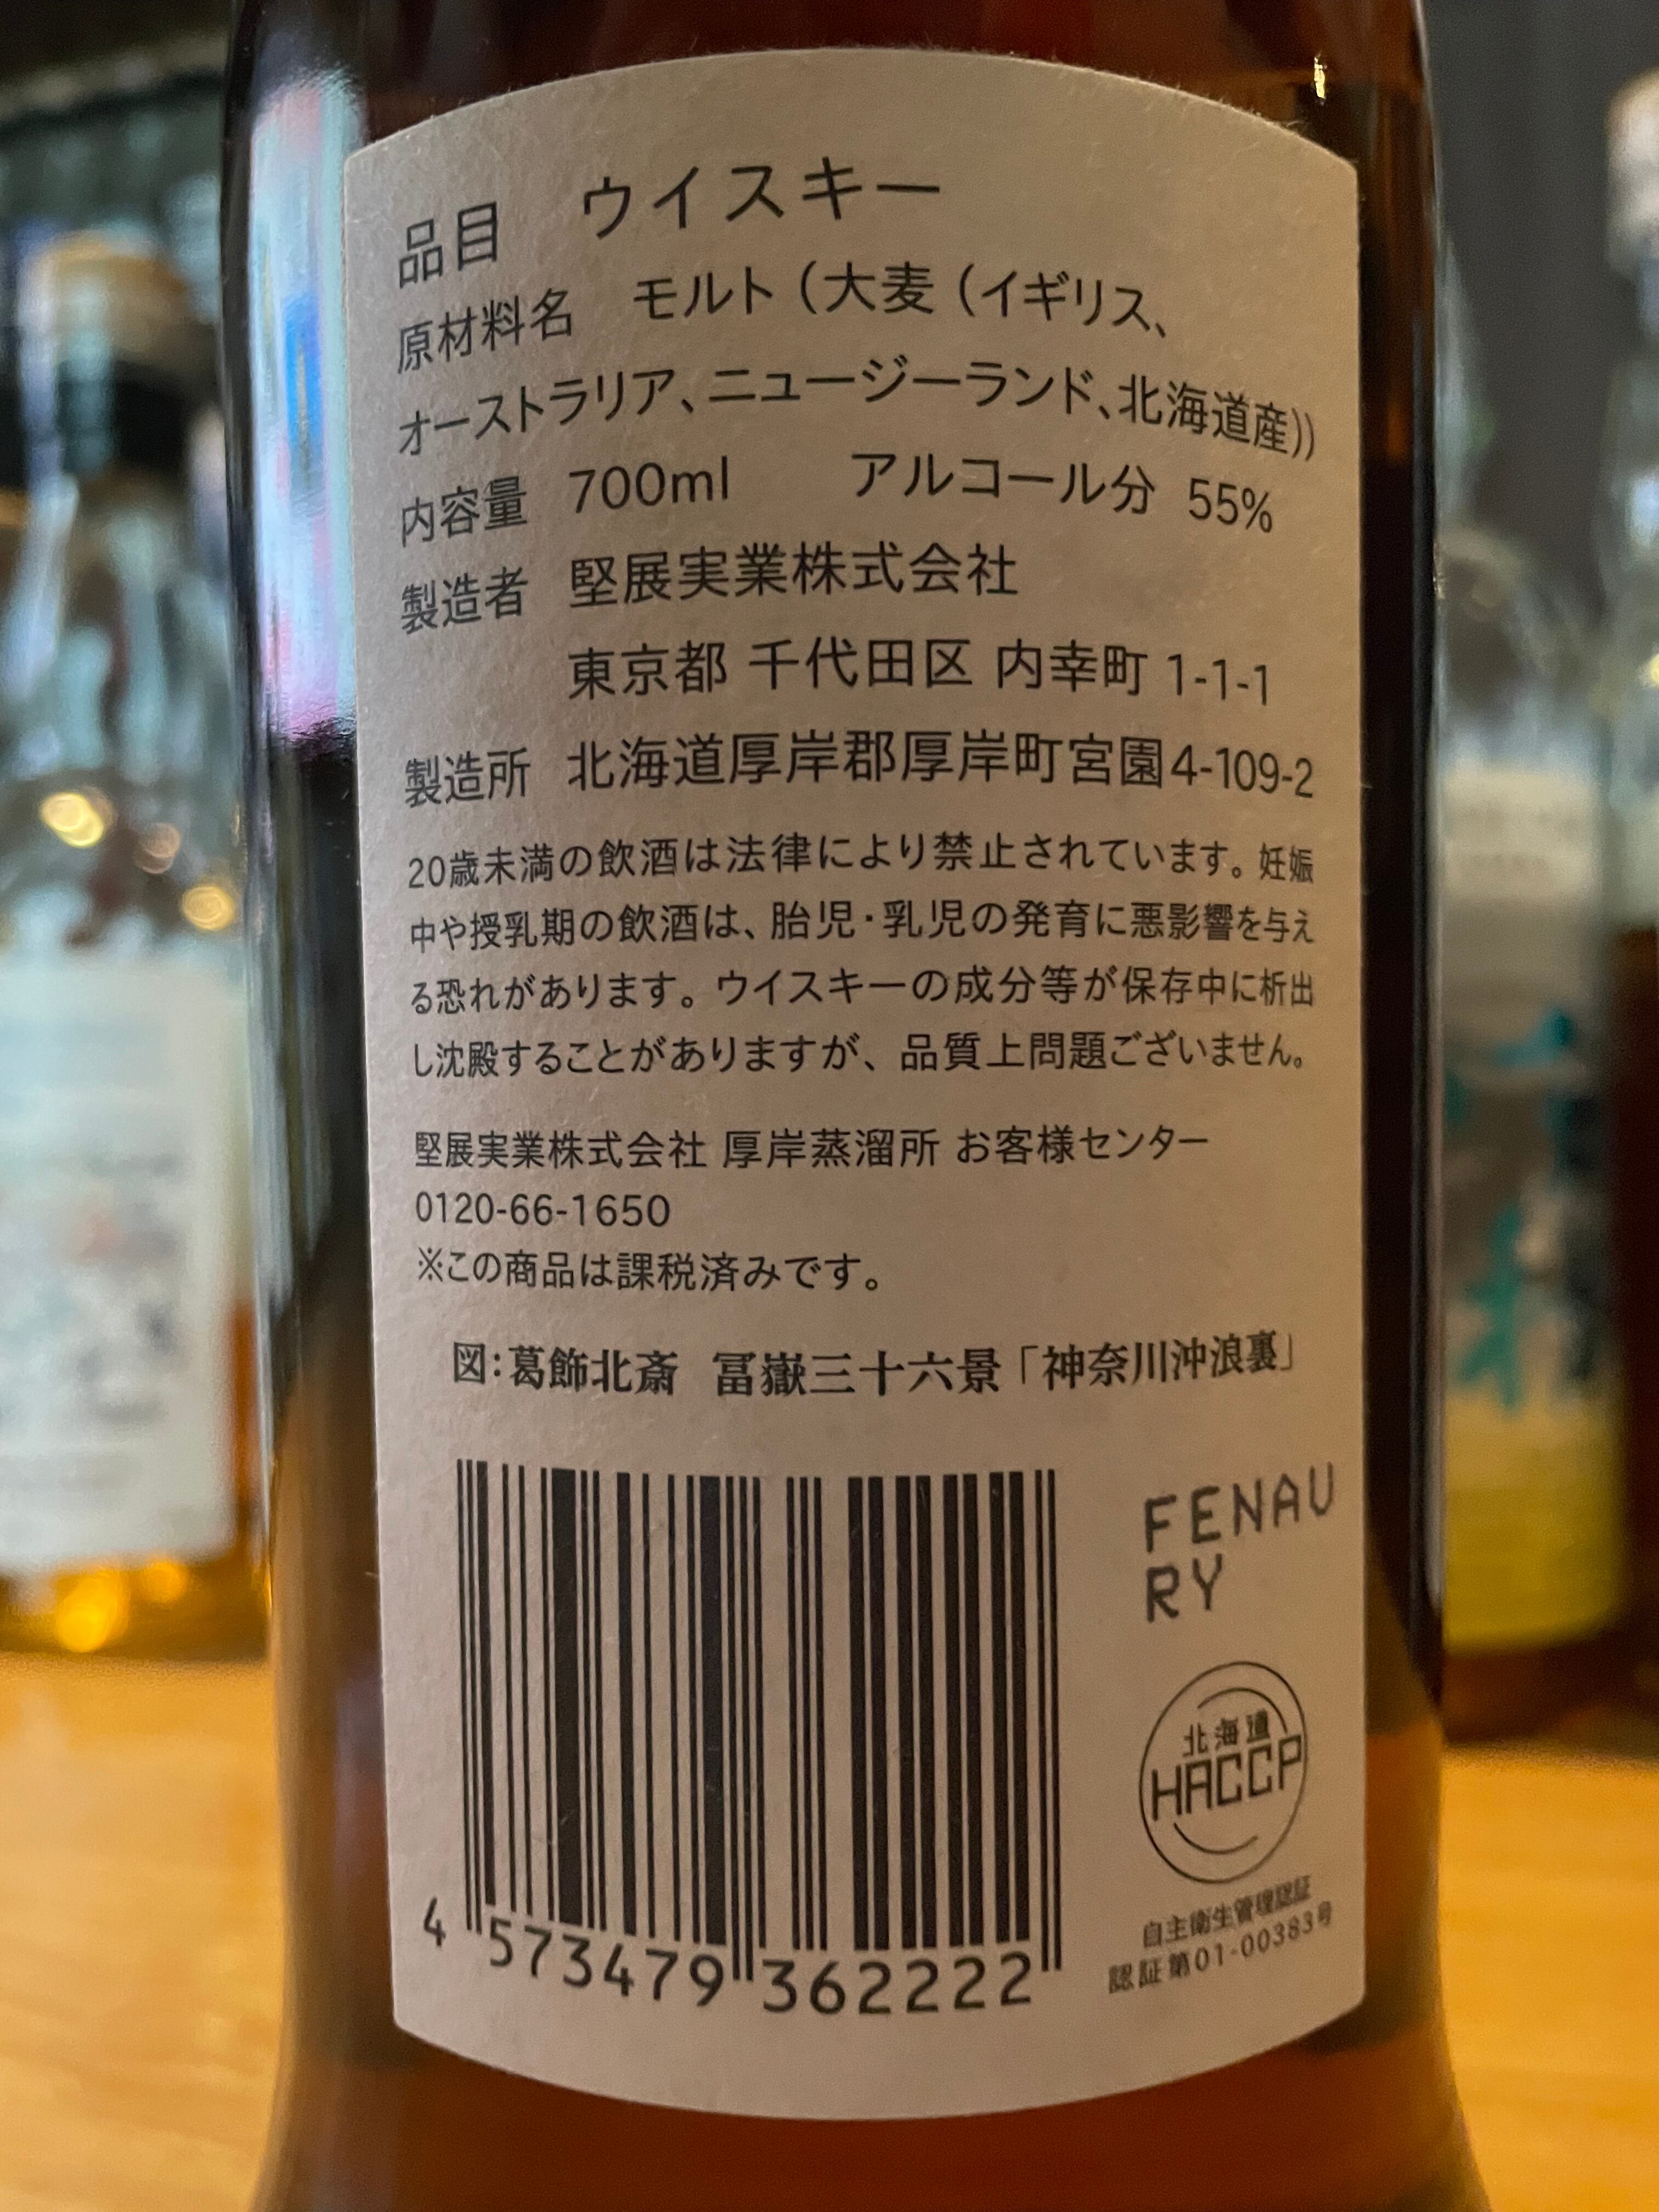 品目 ウイスキー
原材料名 モルト（大麦（イギリス、
オーストラリア、ニュージーランド、北海道産））
内容量 700ml アルコール分 55%
製造者 堅展実業株式会社
東京都 千代田区 内幸町 1-1-1
製造所 北海道厚岸郡厚岸町宮園4-109-2
20歳未満の飲酒は法律により禁止されています。妊娠
中や授乳期の飲酒は、胎児・乳児の発育に悪影響を与え
る恐れがあります。ウイスキーの成分等が保存中に析出
し沈殿することがありますが、品質上問題ございません。
堅展実業株式会社 厚岸蒸溜所 お客様センター
0120-66-1650
※この商品は課税済みです。
図：葛飾北斎 冨嶽三十六景「神奈川沖浪裏」
FENAU
RY
北海道
HACCP
自主衛生管理認証
認証第01-00383号
4 573479 362222